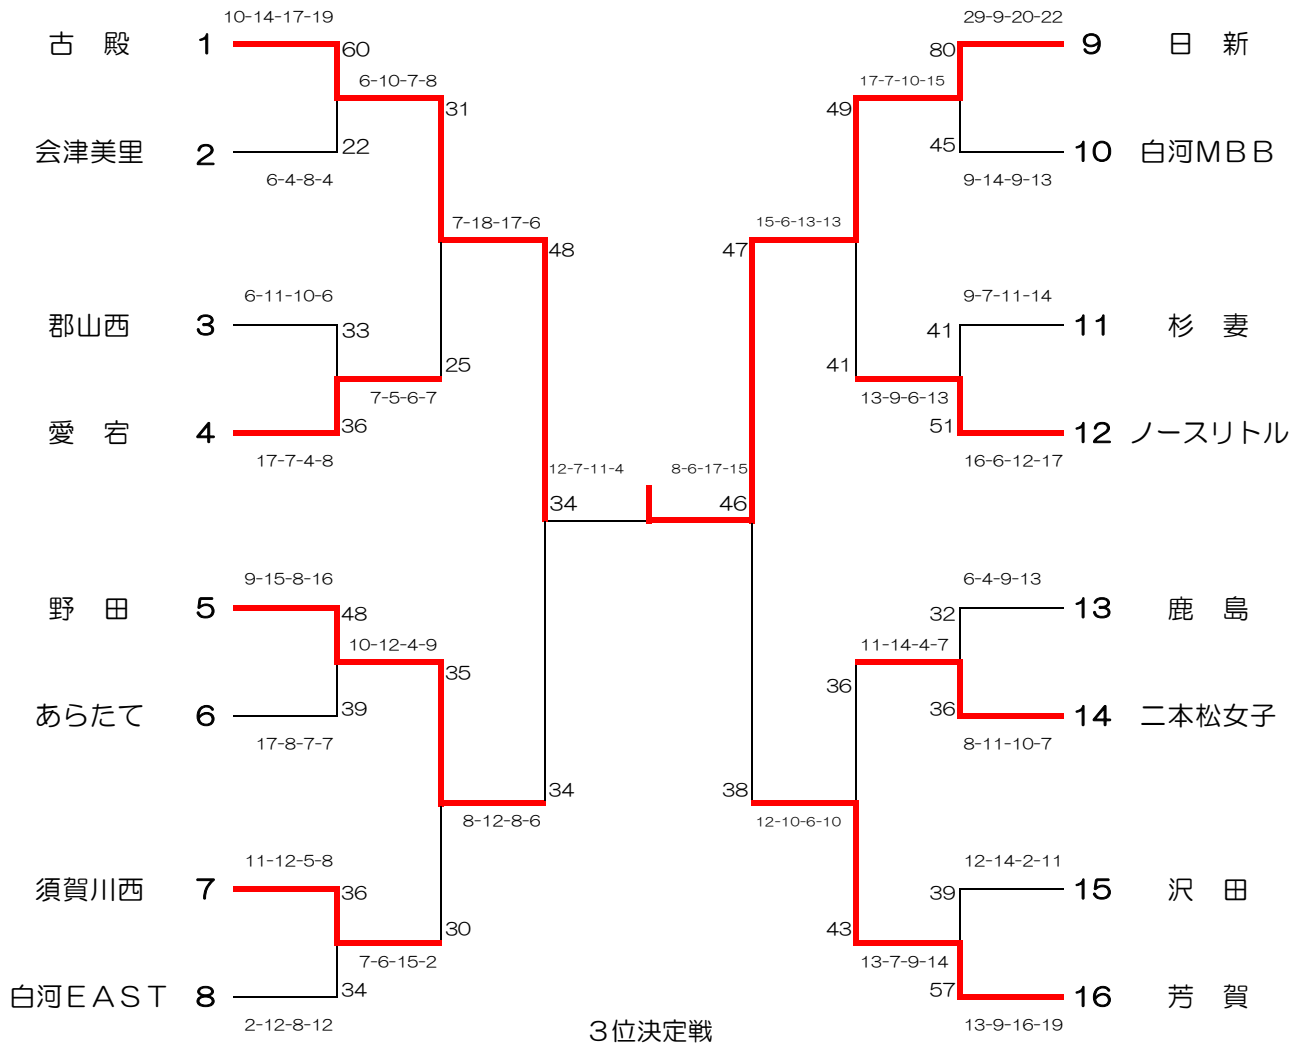 10-14-17-19
古　殿 1 60
6-10-7-8
31
会津美里 2 22
6-4-8-4
7-18-17-6
48
6-11-10-6
郡山西 3 33
25
7-5-6-7
愛　宕 4 36
17-7-4-8
12-7-11-4
34
9-15-8-16
野　田 5 48
10-12-4-9
35
あらたて 6 39
17-8-7-7
34
8-12-8-6
11-12-5-8
須賀川西 7 36
30
7-6-15-2
白河ＥＡＳＴ 8 34
2-12-8-12
29-9-20-22
80 9 日　新
17-7-10-15
49
45 10 白河ＭＢＢ
9-14-9-13
15-6-13-13
47
9-7-11-14
41 11 杉　妻
41
13-9-6-13
51 12 ノースリトル
16-6-12-17
8-6-17-15
46
6-4-9-13
32 13 鹿　島
11-14-4-7
36
36 14 二本松女子
8-11-10-7
38
12-10-6-10
12-14-2-11
39 15 沢　田
43
13-7-9-14
57 16 芳　賀
13-9-16-19
３位決定戦